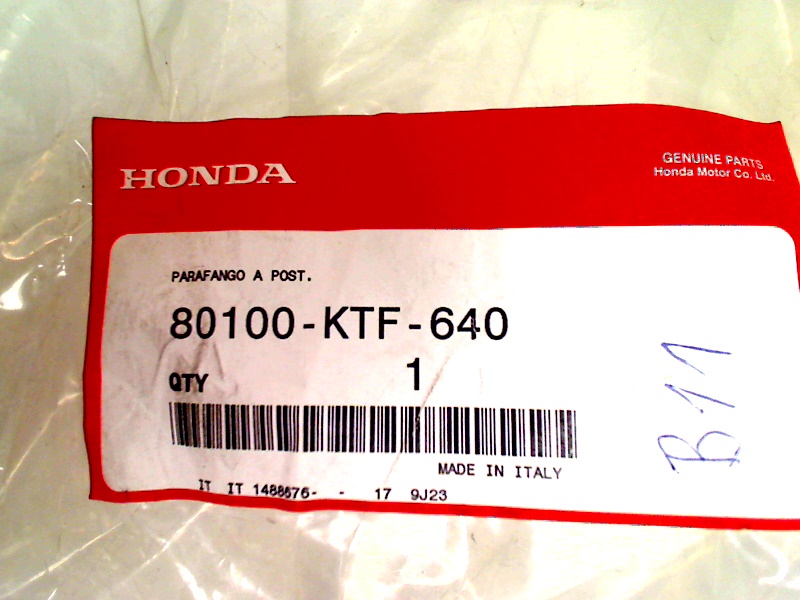 HONDA
GENUINE PARTS
Honda Motor Co. Ltd.
PARAFANGO A POST.
80100-KTF-640
QTY 1
MADE IN ITALY
IT IT 1488676- - 17 9J23
B11